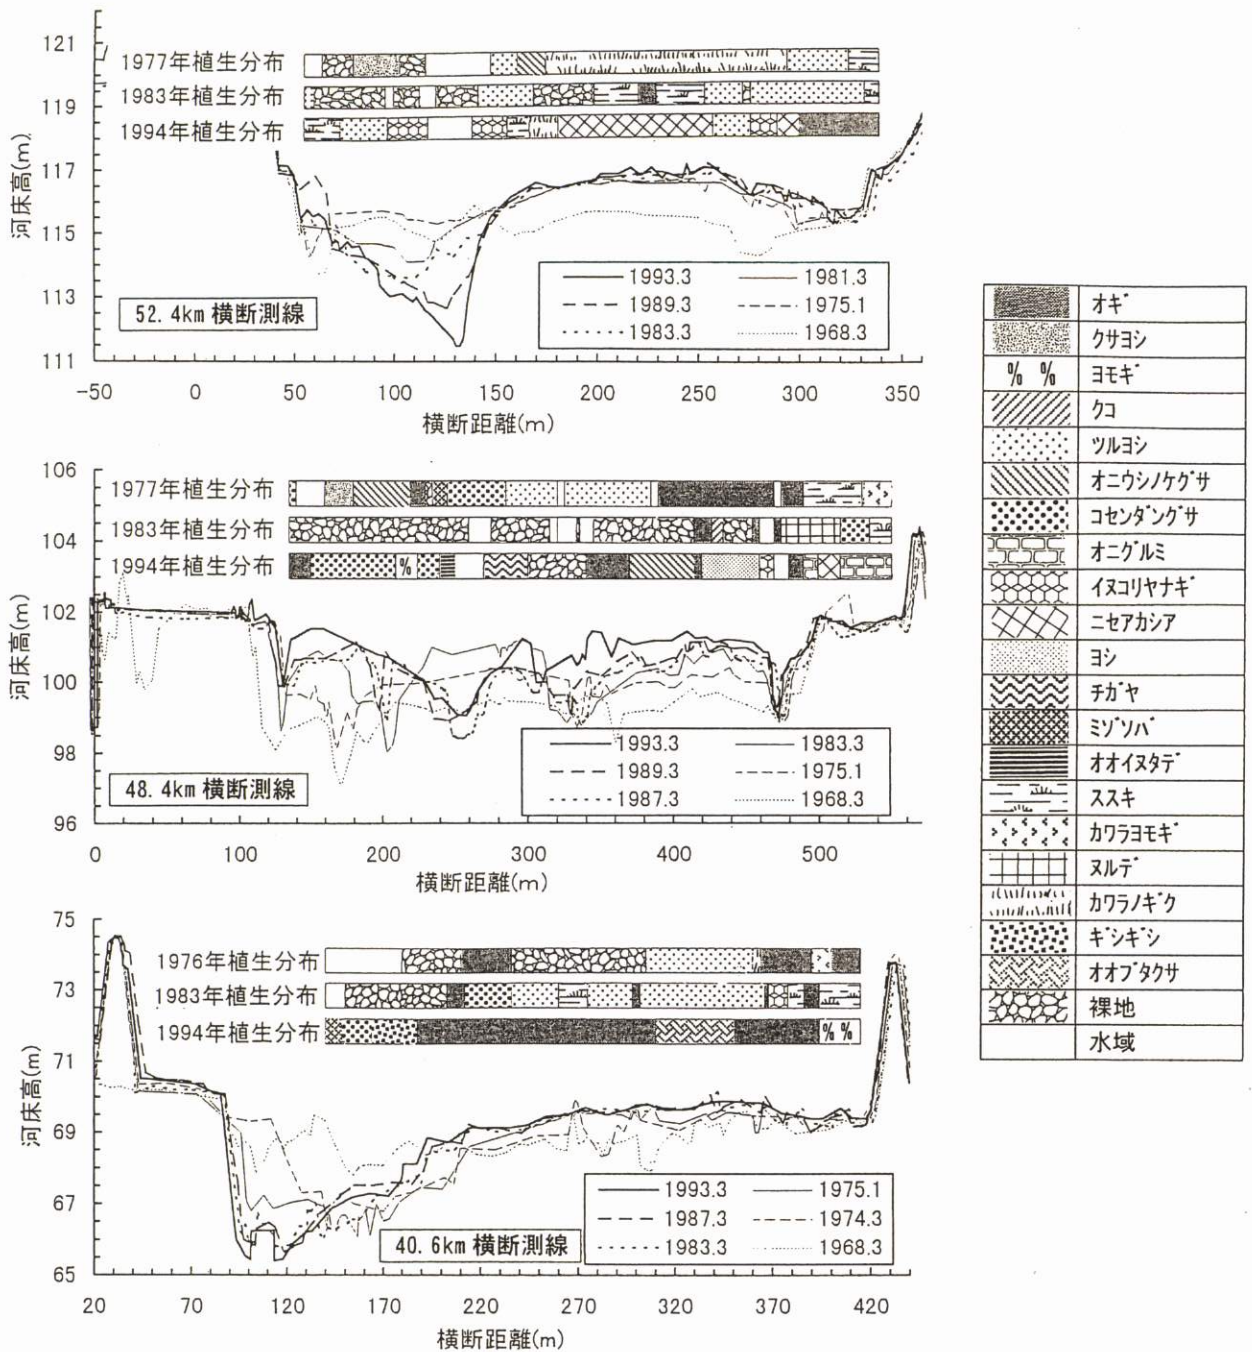 121
119
117
115
113
111
河床高(m)
1977年植生分布
1983年植生分布
1994年植生分布
1993.3 1981.3
1989.3 1975.1
1983.3 1968.3
52.4km 横断測線
-50 0 50 100 150 200 250 300 350
横断距離(m)
106
104
102
100
98
96
河床高(m)
1977年植生分布
1983年植生分布
1994年植生分布
%
1993.3 1983.3
1989.3 1975.1
1987.3 1968.3
48.4km 横断測線
0 100 200 300 400 500
横断距離(m)
75
73
71
69
67
65
河床高(m)
1976年植生分布
1983年植生分布
1994年植生分布
% %
1993.3 1975.1
1987.3 1974.3
1983.3 1968.3
40.6km 横断測線
20 70 120 170 220 270 320 370 420
横断距離(m)
オギ
クサヨシ
% % ヨモギ
クコ
ツルヨシ
オニウシノケグサ
コセンダングサ
オニグルミ
イヌコリヤナギ
ニセアカシア
ヨシ
チガヤ
ミゾソバ
オオイヌタデ
ススキ
カワラヨモギ
ヌルデ
カワラノギク
ギシギシ
オオブタクサ
裸地
水域